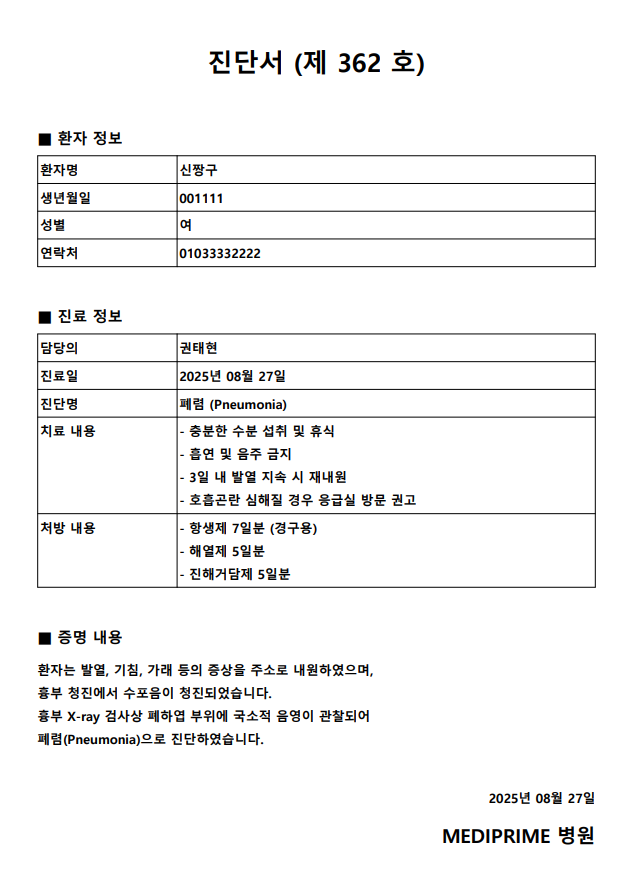 진단서 (제 362 호)
■ 환자 정보
환자명 신짱구
생년월일 001111
성별 여
연락처 01033332222
■ 진료 정보
담당의 권태현
진료일 2025년 08월 27일
진단명 폐렴 (Pneumonia)
치료 내용 - 충분한 수분 섭취 및 휴식
- 흡연 및 음주 금지
- 3일 내 발열 지속 시 재내원
- 호흡곤란 심해질 경우 응급실 방문 권고
처방 내용 - 항생제 7일분 (경구용)
- 해열제 5일분
- 진해거담제 5일분
■ 증명 내용
환자는 발열, 기침, 가래 등의 증상을 주소로 내원하였으며,
흉부 청진에서 수포음이 청진되었습니다.
흉부 X-ray 검사상 폐하엽 부위에 국소적 음영이 관찰되어
폐렴(Pneumonia)으로 진단하였습니다.
2025년 08월 27일
MEDIPRIME 병원